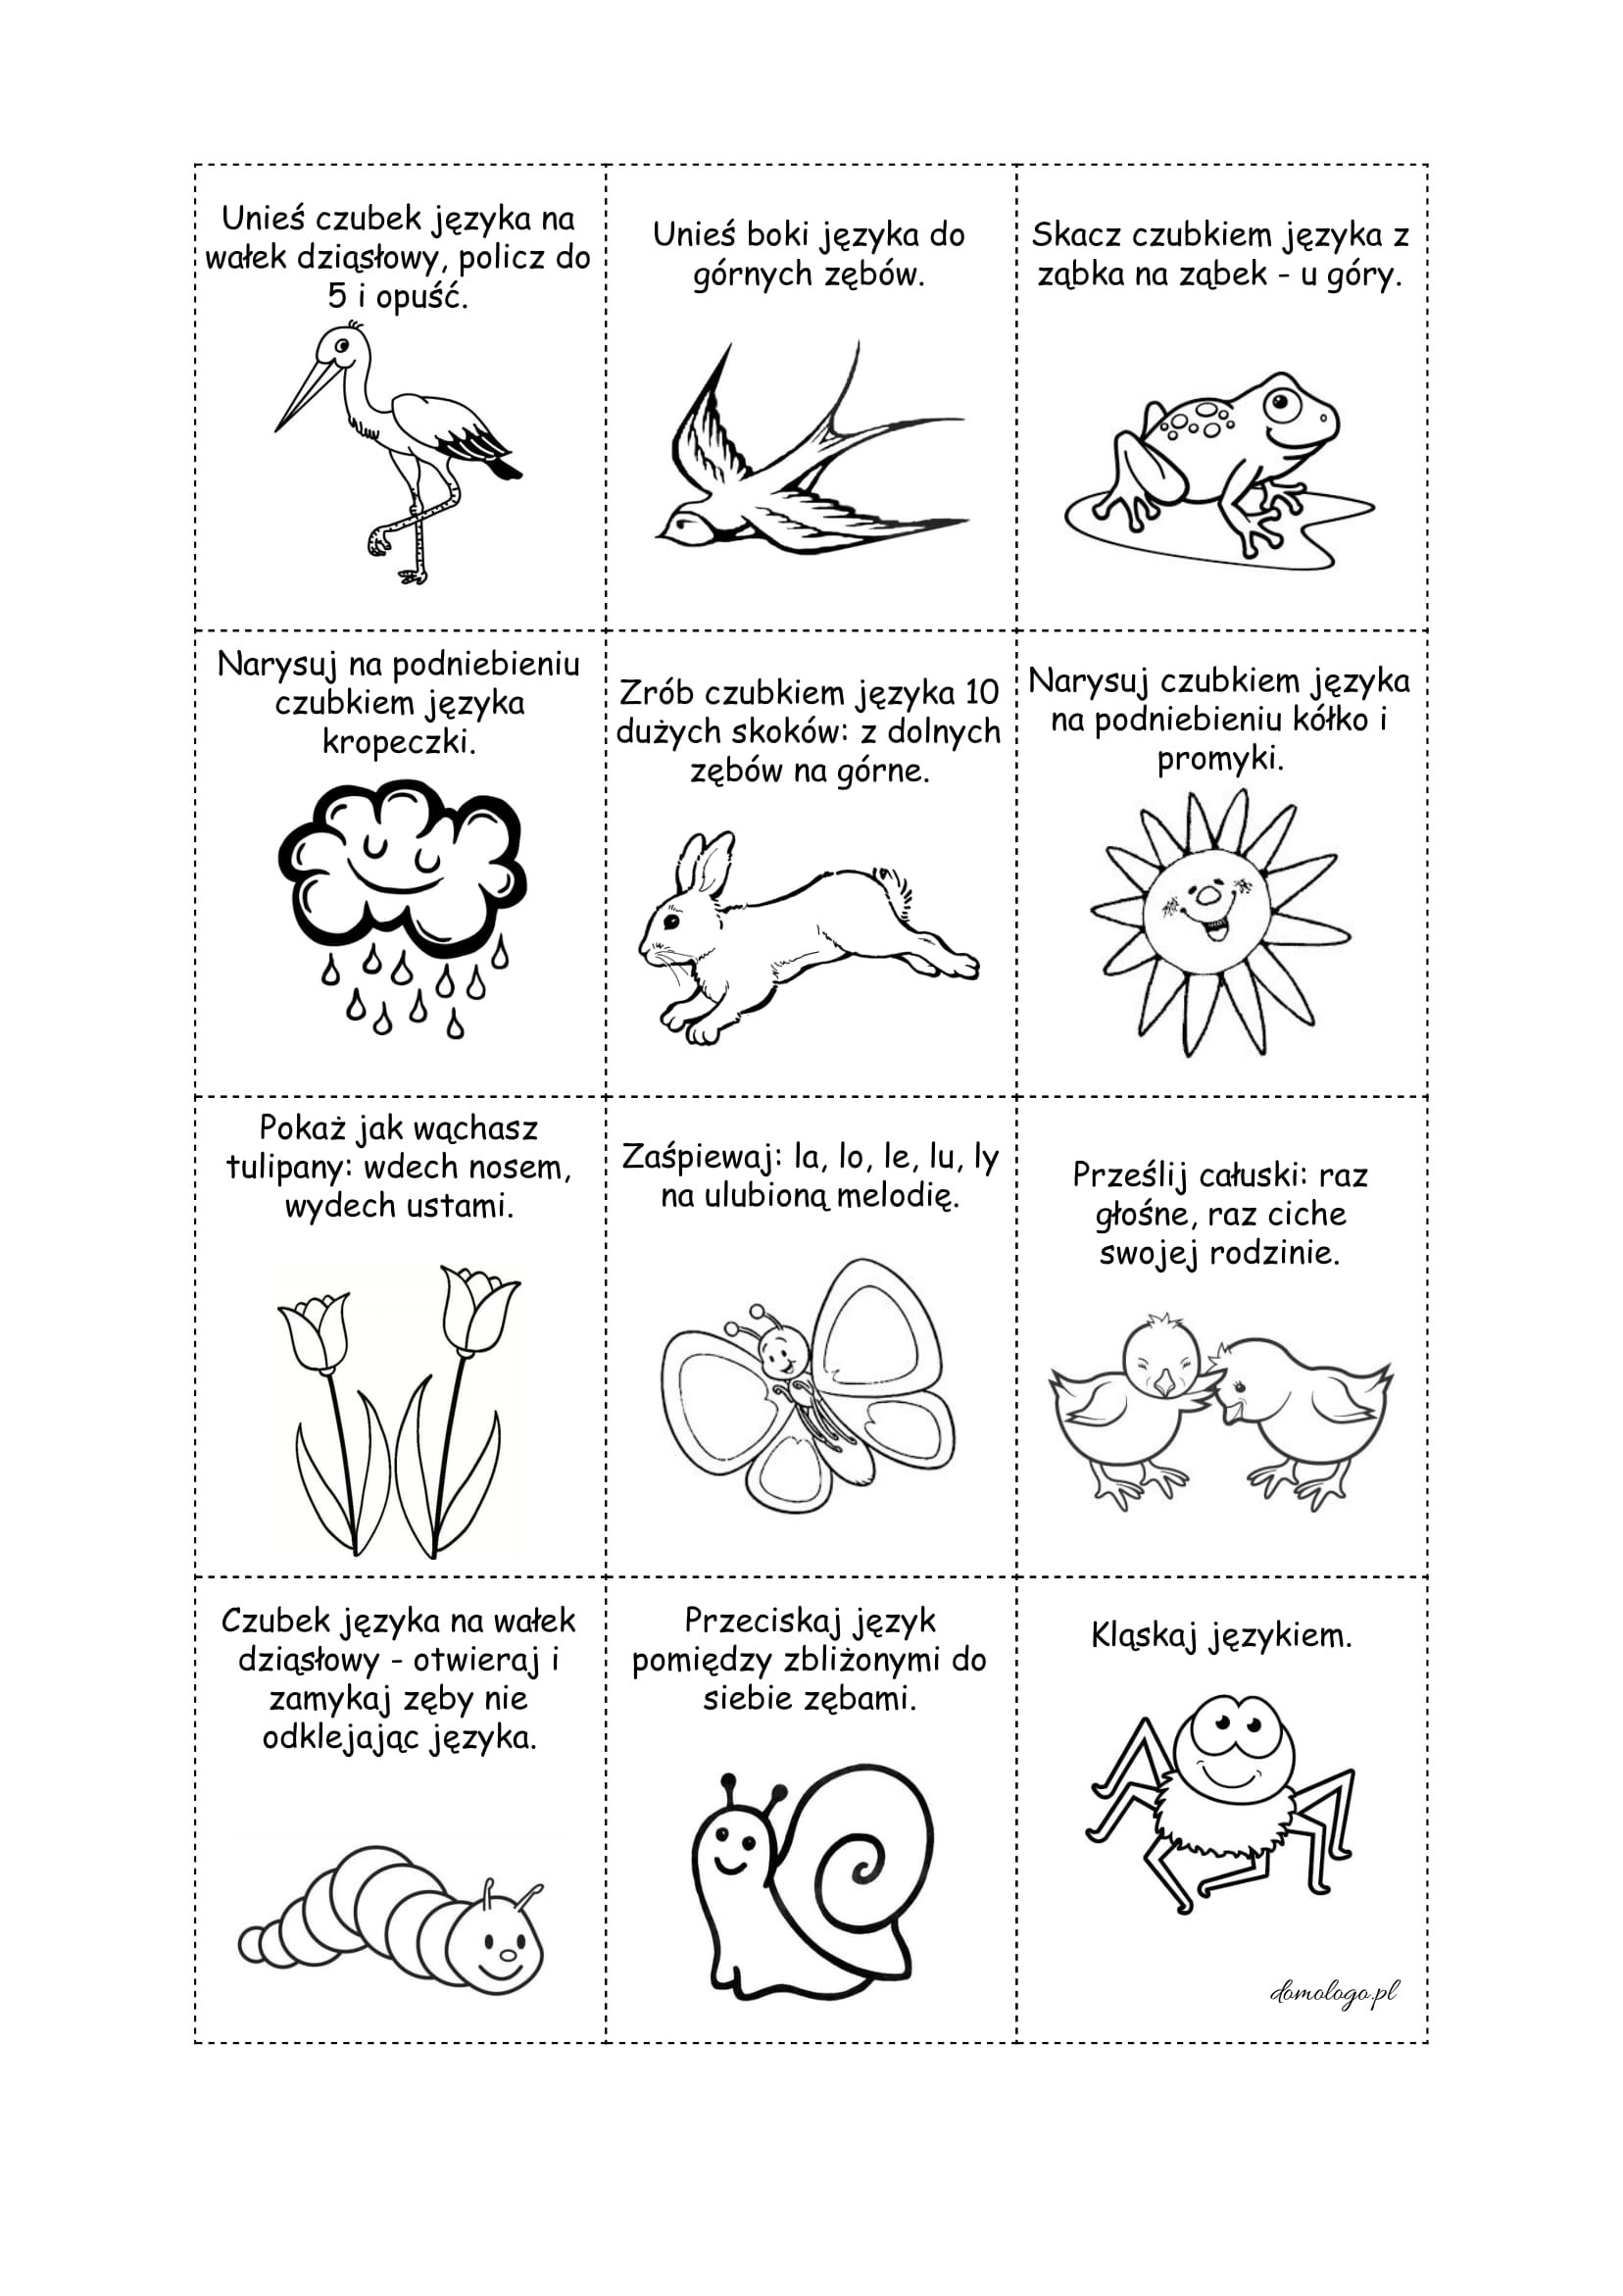 Unieś czubek języka na
wałek dziąsłowy, policz do
5 i opuść.
Unieś boki języka do
górnych zębów.
Skacz czubkiem języka z
ząbka na ząbek - u góry.
Narysuj na podniebieniu
czubkiem języka
kropeczki.
Zrób czubkiem języka 10
dużych skoków: z dolnych
zębów na górne.
Narysuj czubkiem języka
na podniebieniu kółko i
promyki.
Pokaż jak wąchasz
tulipany: wdech nosem,
wydech ustami.
Zaśpiewaj: la, lo, le, lu, ly
na ulubioną melodię.
Prześlij całuski: raz
głośne, raz ciche
swojej rodzinie.
Czubek języka na wałek
dziąsłowy - otwieraj i
zamykaj zęby nie
odklejając języka.
Przeciskaj język
pomiędzy zbliżonymi do
siebie zębami.
Kląskaj językiem.
domologo.pl